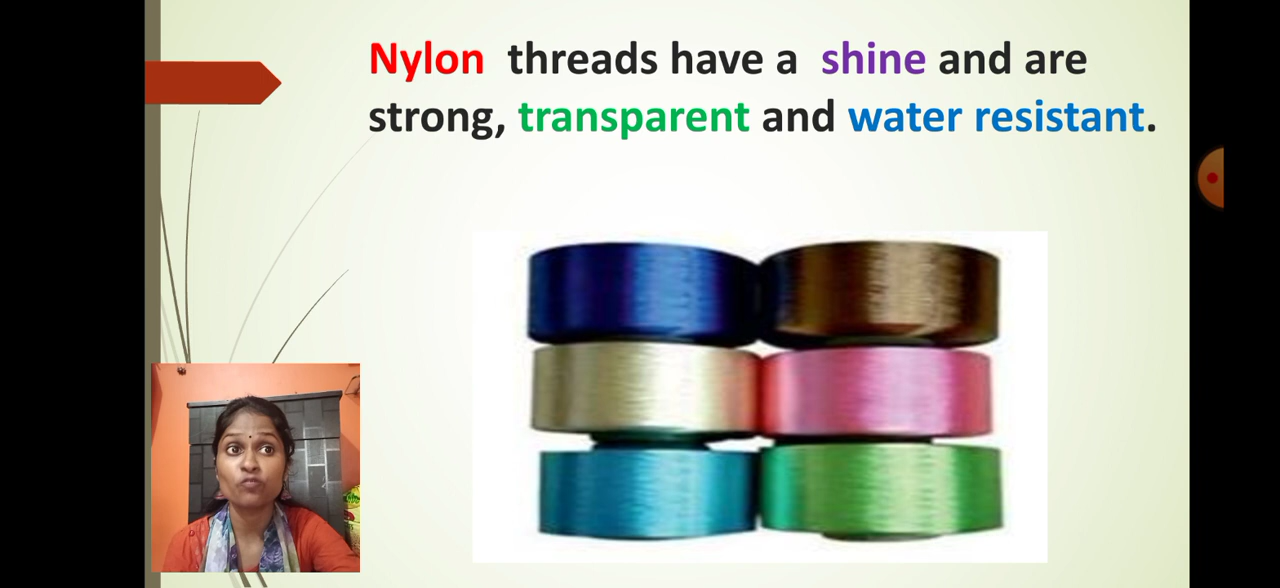 Nylon threads have a shine and are
strong, transparent and water resistant.